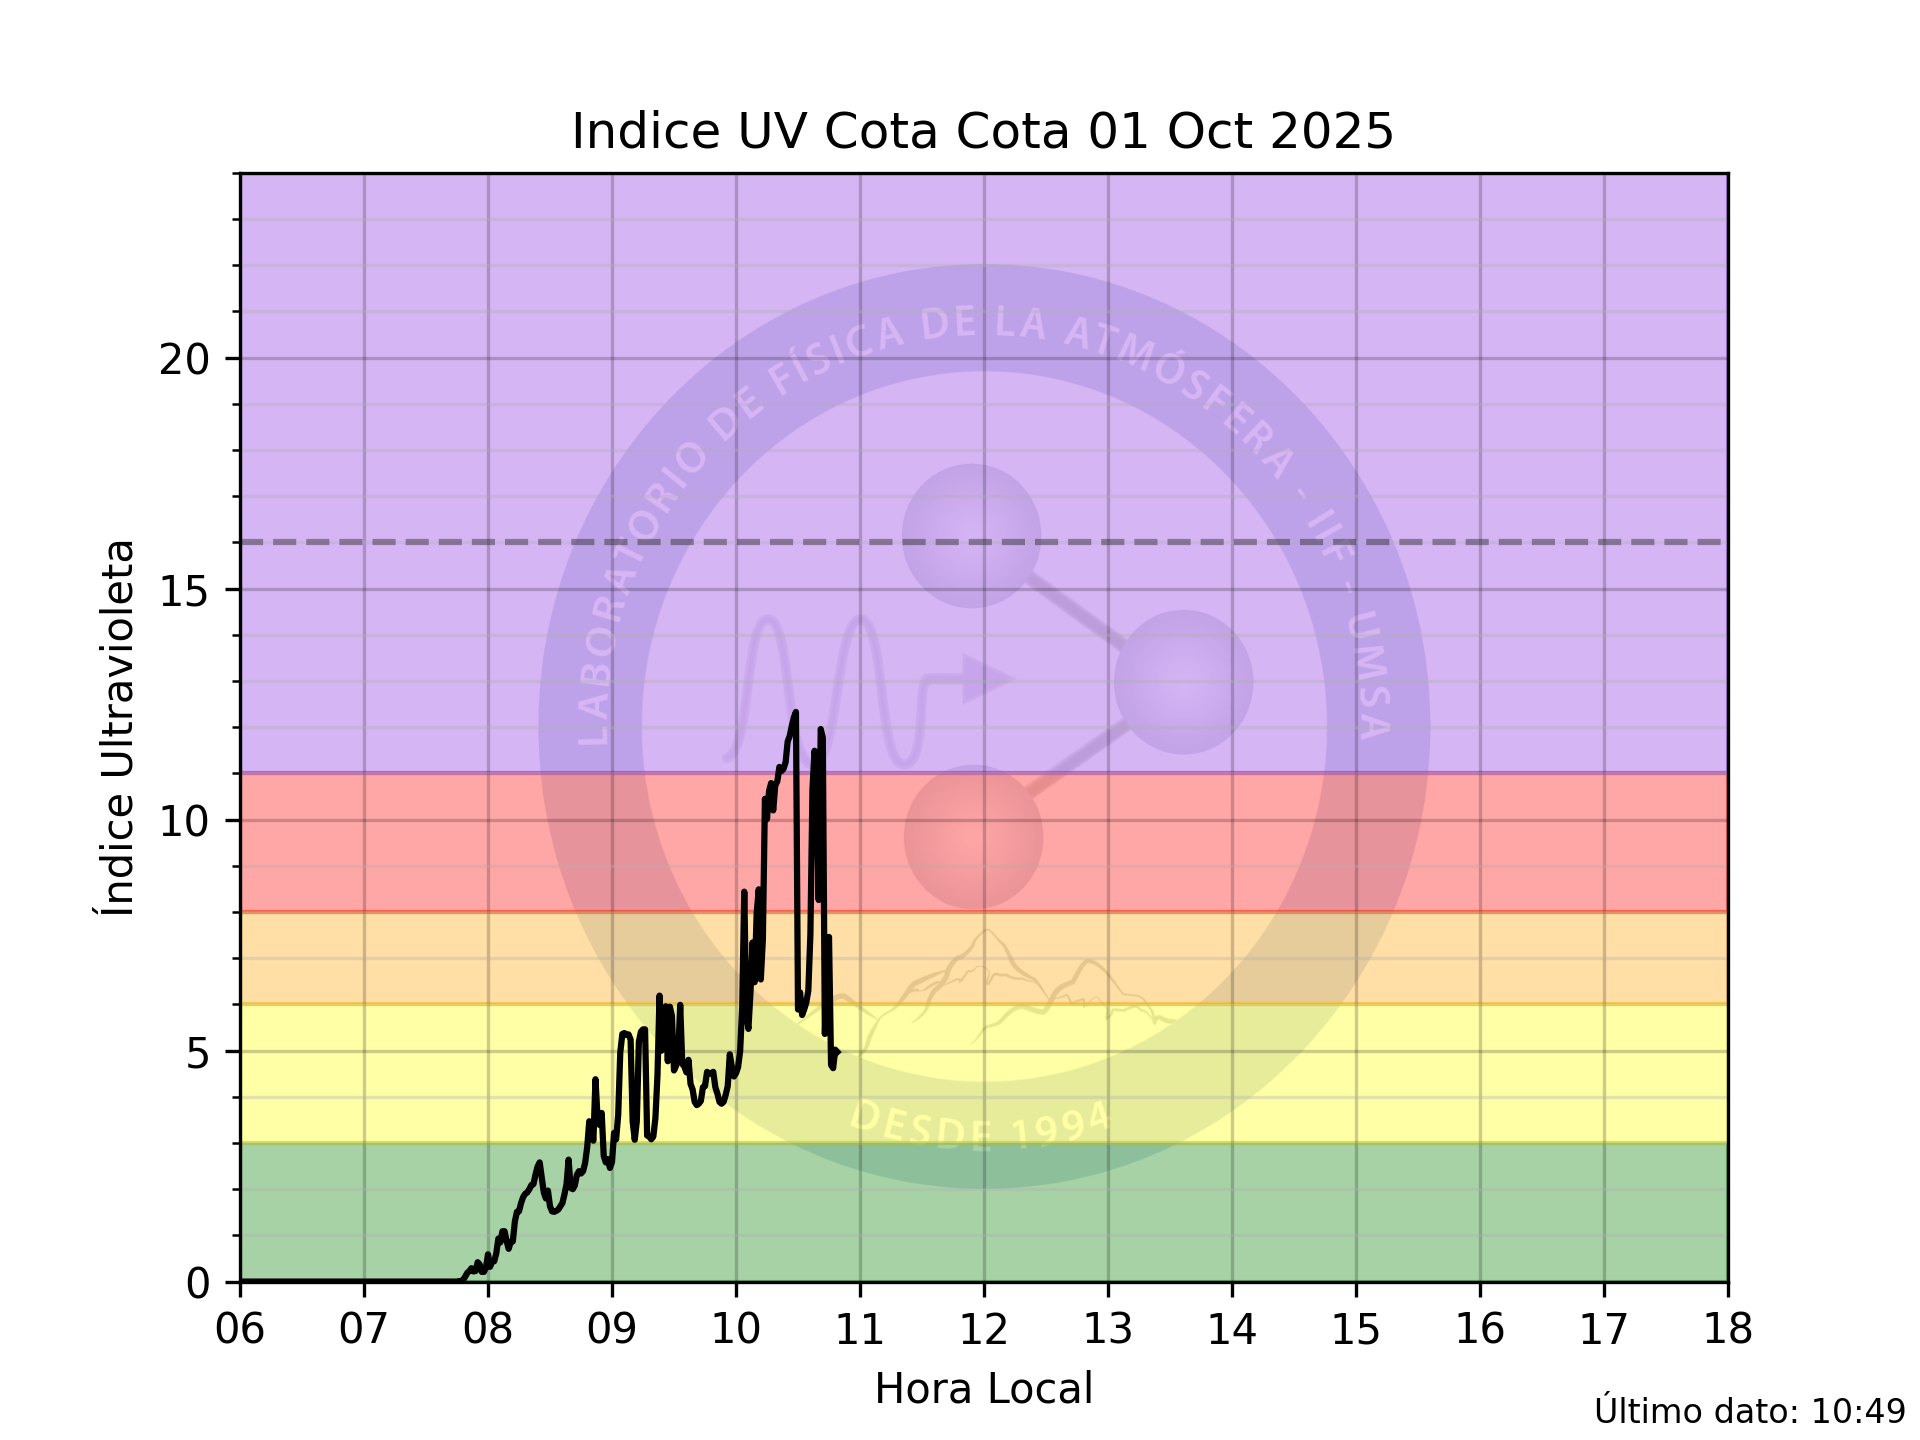 Indice UV Cota Cota 01 Oct 2025
LABORATORIO DE FÍSICA DE LA ATMÓSFERA - IIF - UMSA
DESDE 1994
Índice Ultravioleta
20
15
10
5
0
06 07 08 09 10 11 12 13 14 15 16 17 18
Hora Local
Último dato: 10:49